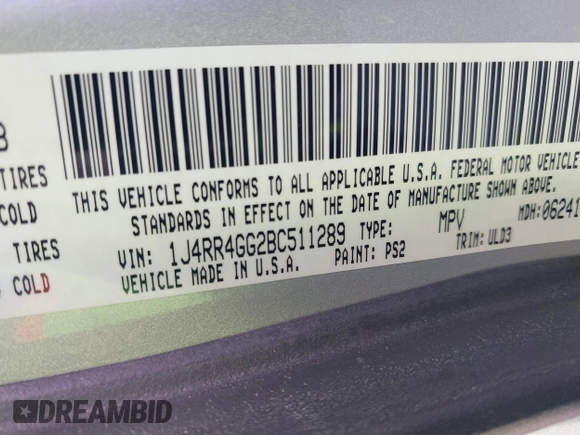 B
TIRES
COLD
TIRES
COLD
THIS VEHICLE CONFORMS TO ALL APPLICABLE U.S.A. FEDERAL MOTOR VEHICLE
STANDARDS IN EFFECT ON THE DATE OF MANUFACTURE SHOWN ABOVE.
VIN: 1J4RR4GG2BC511289 TYPE: MPV MDH:06241
VEHICLE MADE IN U.S.A. PAINT: PS2 TRIM: ULD3
DREAMBID